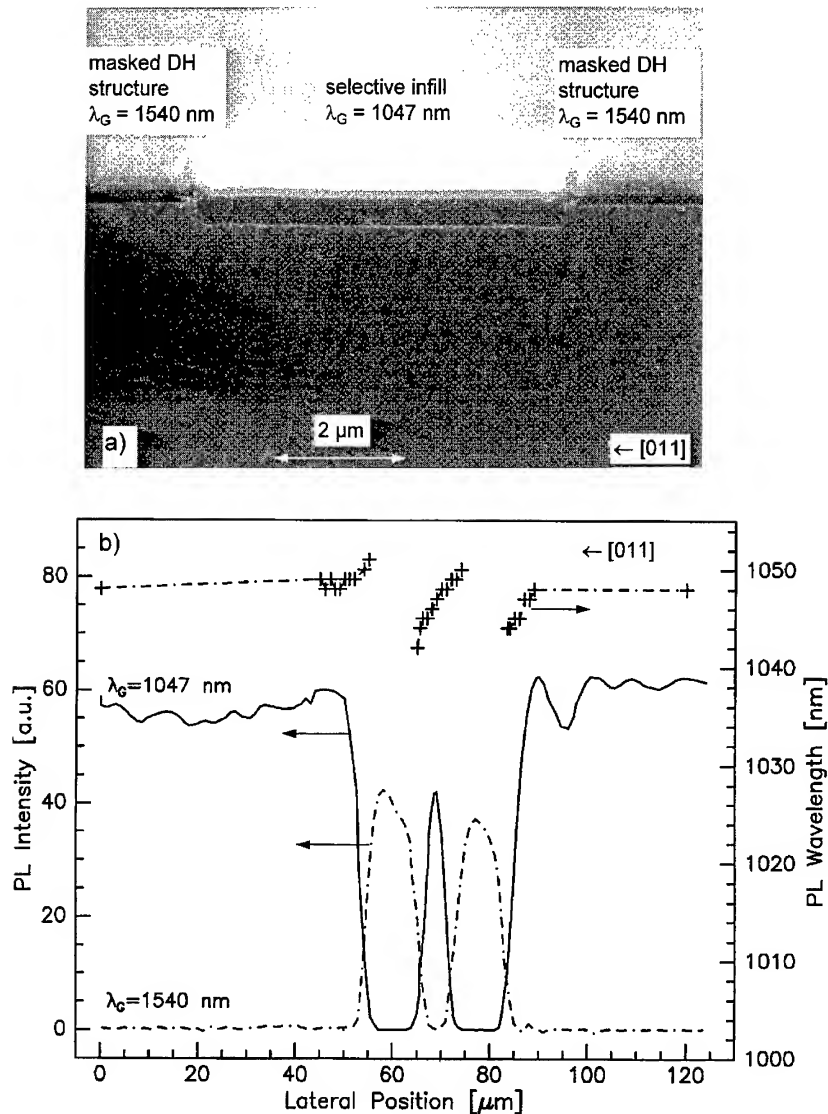 masked DH
structure
λG = 1540 nm
selective infill
λG = 1047 nm
masked DH
structure
λG = 1540 nm
2 µm
a)
← [011]
b)
← [011]
80
60
40
20
0
PL Intensity [a.u.]
λG=1047 nm
λG=1540 nm
1050
1040
1030
1020
1010
1000
PL Wavelength [nm]
0 20 40 60 80 100 120
Lateral Position [µm]